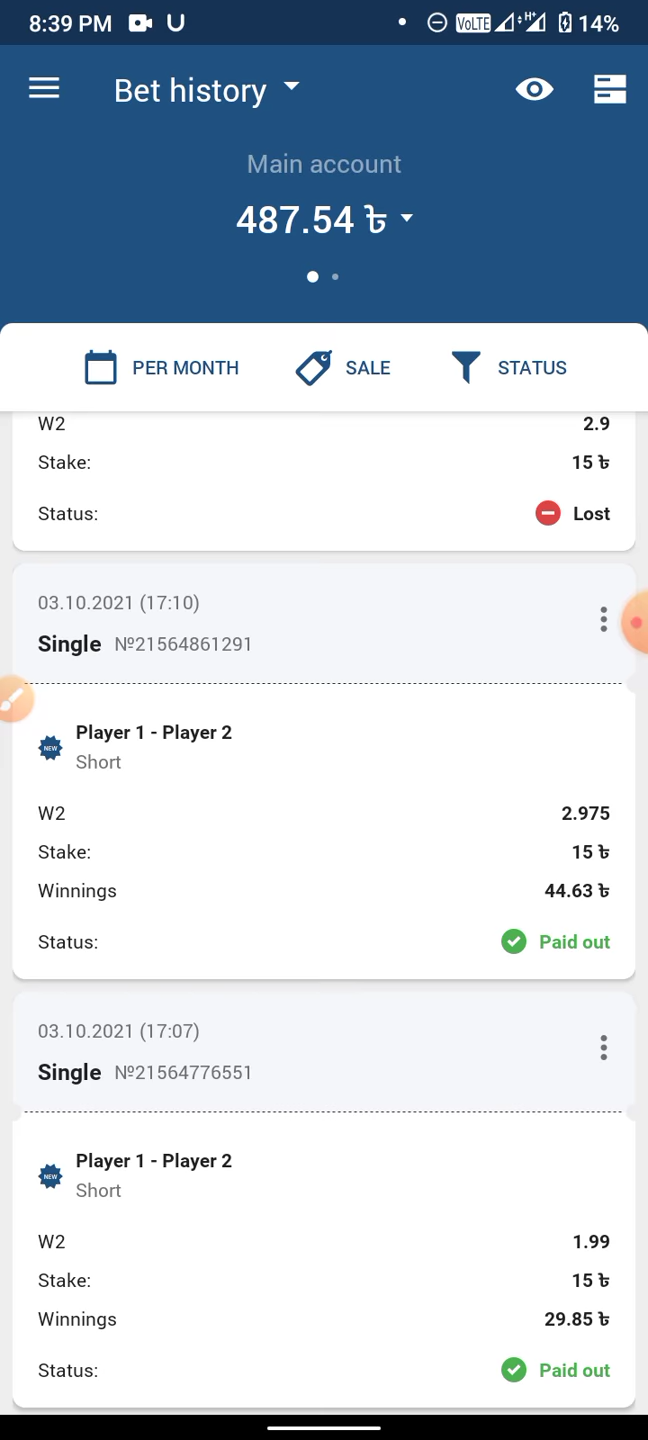 8:39 PM U VoLTE H+ 14%
Bet history
Main account
487.54 ৳
PER MONTH SALE STATUS
W2 2.9
Stake: 15 ৳
Status: Lost
03.10.2021 (17:10)
Single №21564861291
Player 1 - Player 2
NEW
Short
W2 2.975
Stake: 15 ৳
Winnings 44.63 ৳
Status: Paid out
03.10.2021 (17:07)
Single №21564776551
Player 1 - Player 2
NEW
Short
W2 1.99
Stake: 15 ৳
Winnings 29.85 ৳
Status: Paid out